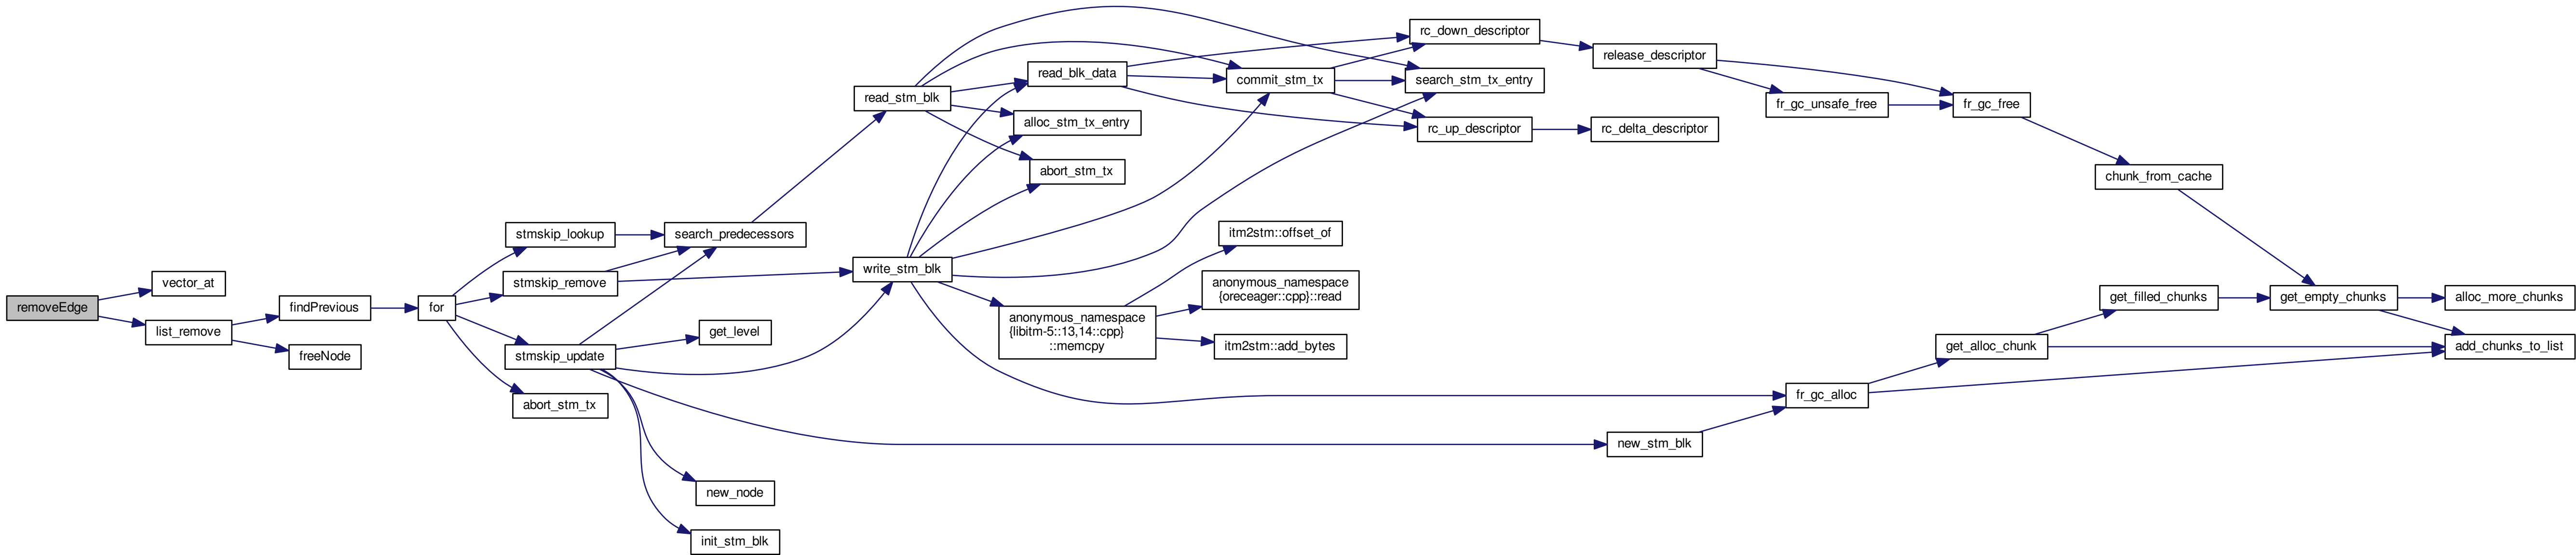 removeEdge
vector_at
list_remove
findPrevious
freeNode
for
stmskip_lookup
stmskip_remove
stmskip_update
abort_stm_tx
search_predecessors
get_level
new_node
init_stm_blk
read_stm_blk
write_stm_blk
read_blk_data
alloc_stm_tx_entry
abort_stm_tx
anonymous_namespace
{libitm-5::13,14::cpp}
::memcpy
commit_stm_tx
itm2stm::offset_of
anonymous_namespace
{oreceager::cpp}::read
itm2stm::add_bytes
rc_down_descriptor
search_stm_tx_entry
rc_up_descriptor
release_descriptor
rc_delta_descriptor
new_stm_blk
fr_gc_unsafe_free
fr_gc_alloc
fr_gc_free
get_alloc_chunk
chunk_from_cache
get_filled_chunks
get_empty_chunks
alloc_more_chunks
add_chunks_to_list